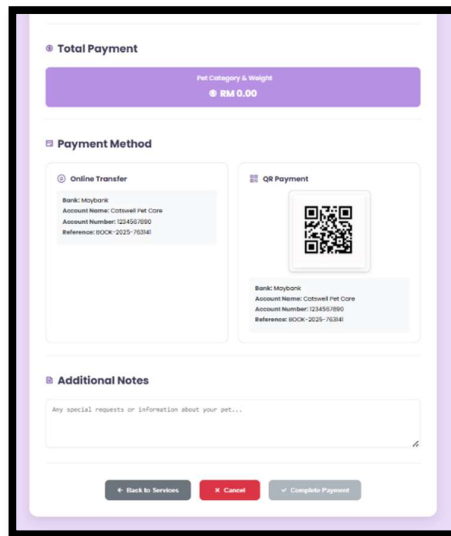 Total Payment
Pet Category & Weight
RM 0.00
Payment Method
Online Transfer
Bank: Maybank
Account Name: Catswell Pet Care
Account Number: 1234567890
Reference: BOOK-2025-763141
QR Payment
Bank: Maybank
Account Name: Catswell Pet Care
Account Number: 1234567890
Reference: BOOK-2025-763141
Additional Notes
Any special requests or information about your pet...
Back to Services
Cancel
Complete Payment